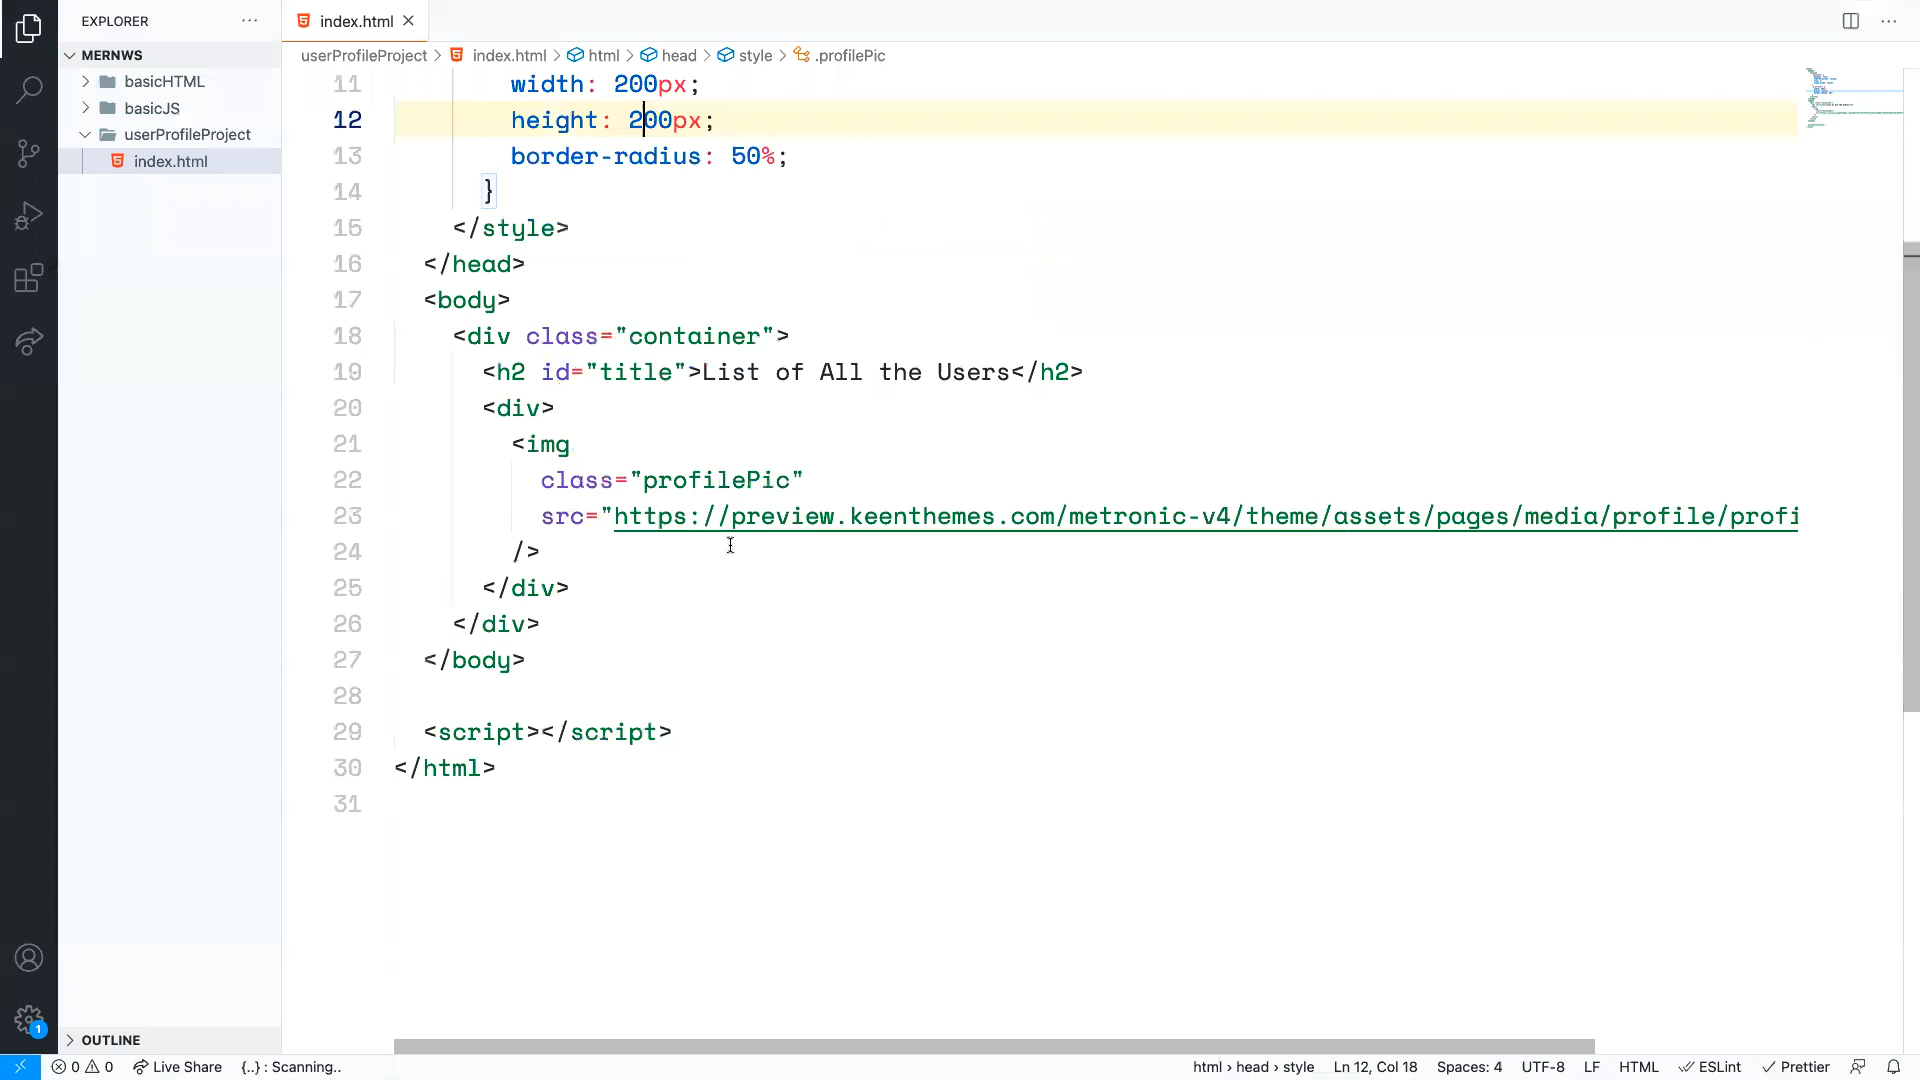 EXPLORER
···
index.html
···
MERNWS
basicHTML
basicJS
userProfileProject
index.html
userProfileProject > index.html > html > head > style > .profilePic
11 width: 200px;
12 height: 200px;
13 border-radius: 50%;
14 }
15 </style>
16 </head>
17 <body>
18 <div class="container">
19 <h2 id="title">List of All the Users</h2>
20 <div>
21 <img
22 class="profilePic"
23 src="https://preview.keenthemes.com/metronic-v4/theme/assets/pages/media/profile/profi
24 />
25 </div>
26 </div>
27 </body>
28
29 <script></script>
30 </html>
31
1
OUTLINE
0 0 Live Share {..} : Scanning.. html › head › style Ln 12, Col 18 Spaces: 4 UTF-8 LF HTML ESLint Prettier